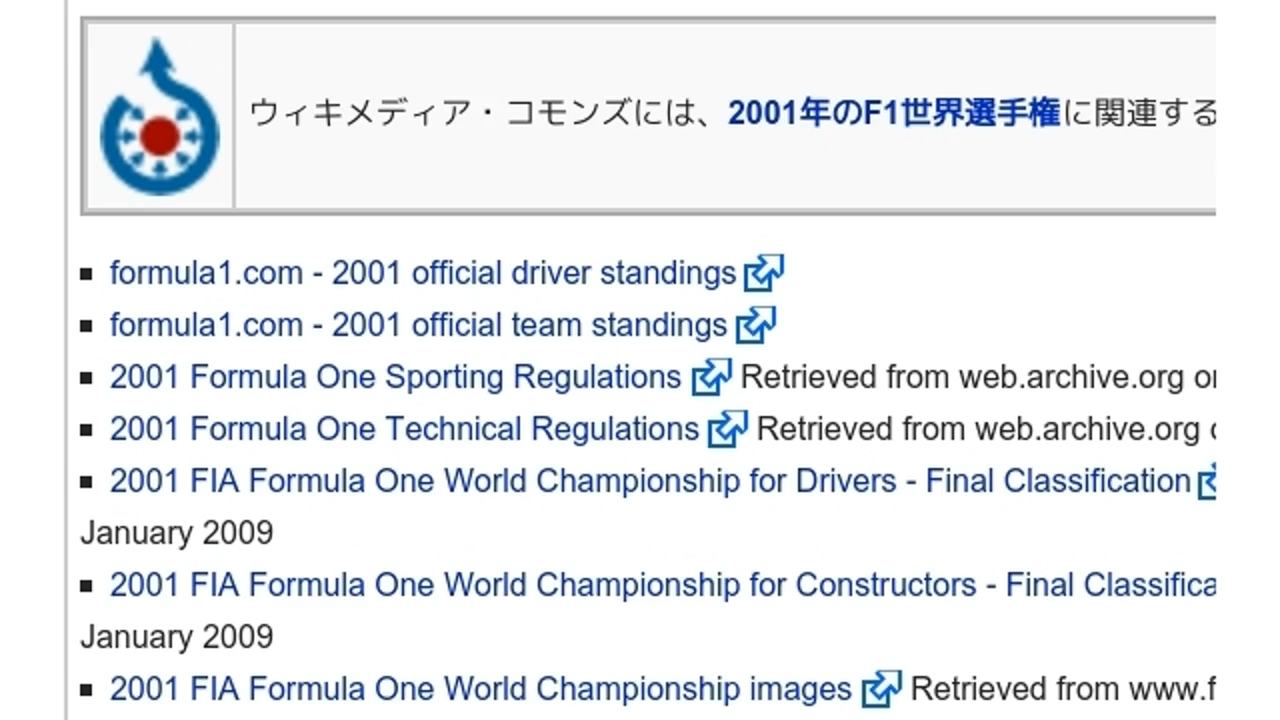 ウィキメディア・コモンズには、2001年のF1世界選手権に関連する
formula1.com - 2001 official driver standings
formula1.com - 2001 official team standings
2001 Formula One Sporting Regulations Retrieved from web.archive.org
2001 Formula One Technical Regulations Retrieved from web.archive.org
2001 FIA Formula One World Championship for Drivers - Final Classification
January 2009
2001 FIA Formula One World Championship for Constructors - Final
January 2009
2001 FIA Formula One World Championship images Retrieved from